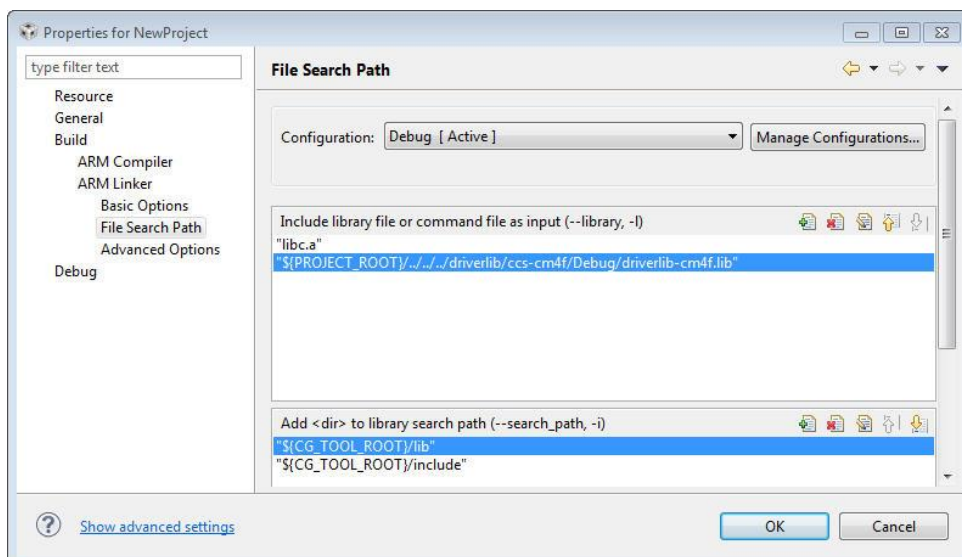 Properties for NewProject
type filter text
Resource
General
Build
ARM Compiler
ARM Linker
Basic Options
File Search Path
Advanced Options
Debug
File Search Path
Configuration: Debug [ Active ] Manage Configurations...
Include library file or command file as input (--library, -l)
"libc.a"
"${PROJECT_ROOT}/../../../driverlib/ccs-cm4f/Debug/driverlib-cm4f.lib"
Add <dir> to library search path (--search_path, -i)
"${CG_TOOL_ROOT}/lib"
"${CG_TOOL_ROOT}/include"
Show advanced settings
OK Cancel